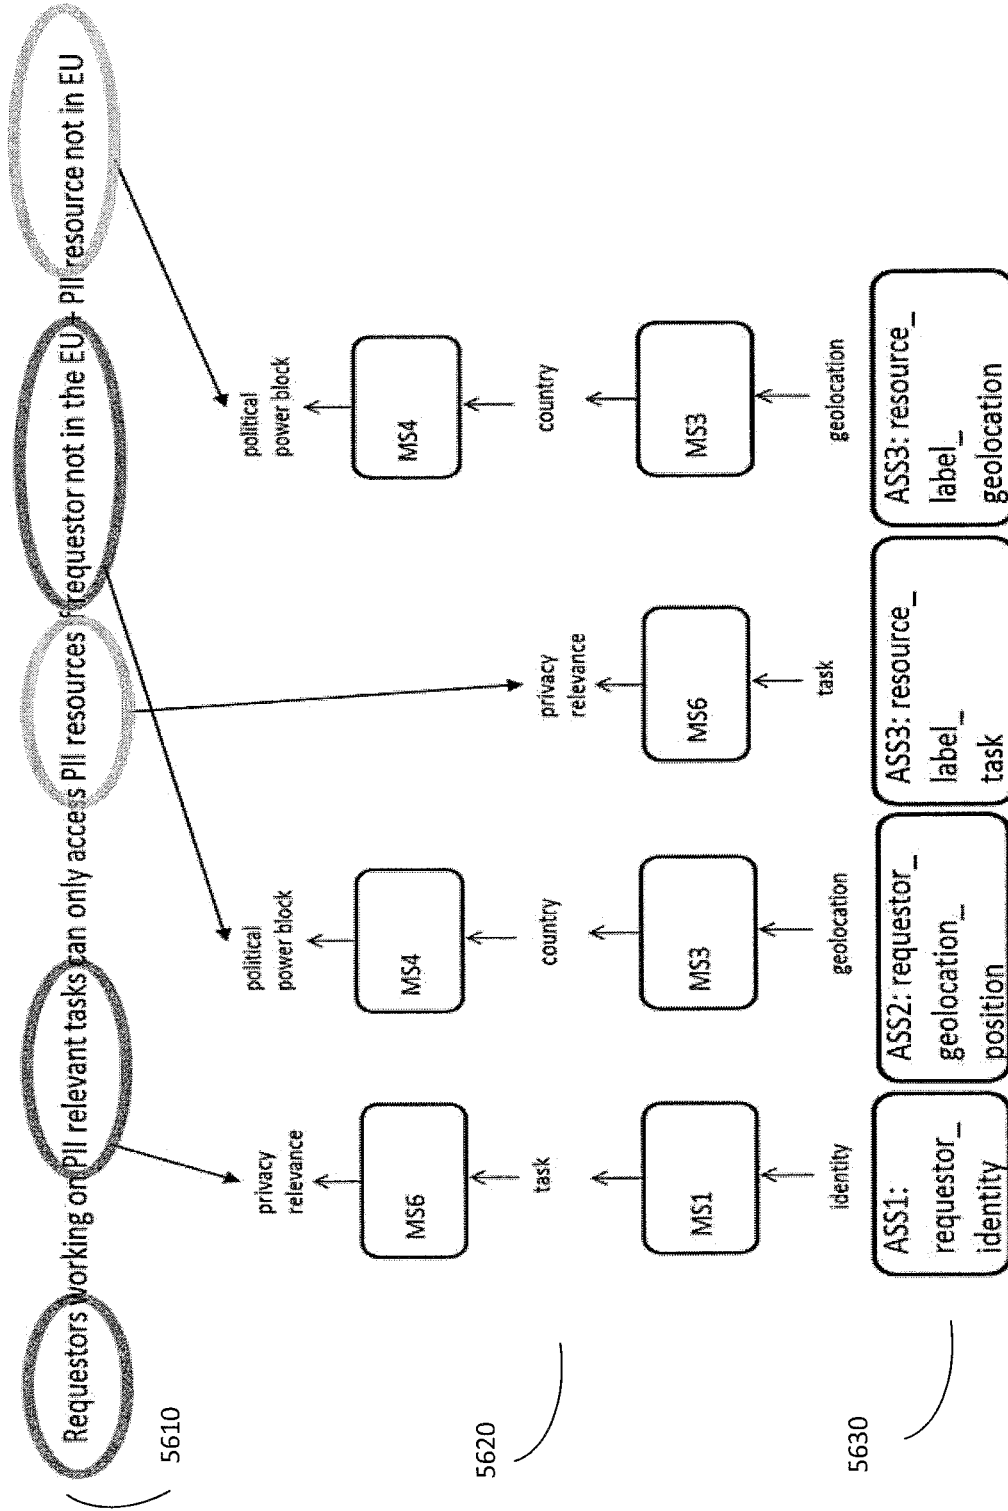 Requestors working on PII relevant tasks can only access PII resources if requestor not in the EU + PII resource not in EU
5610
privacy
relevance
political
power block
privacy
relevance
political
power block
5620
MS6
MS4
MS4
task
country
country
MS1
MS3
MS6
MS3
identity
geolocation
task
geolocation
5630
ASS1:
requestor_
identity
ASS2: requestor_
geolocation_
position
ASS3: resource_
label_
task
ASS3: resource_
label_
geolocation